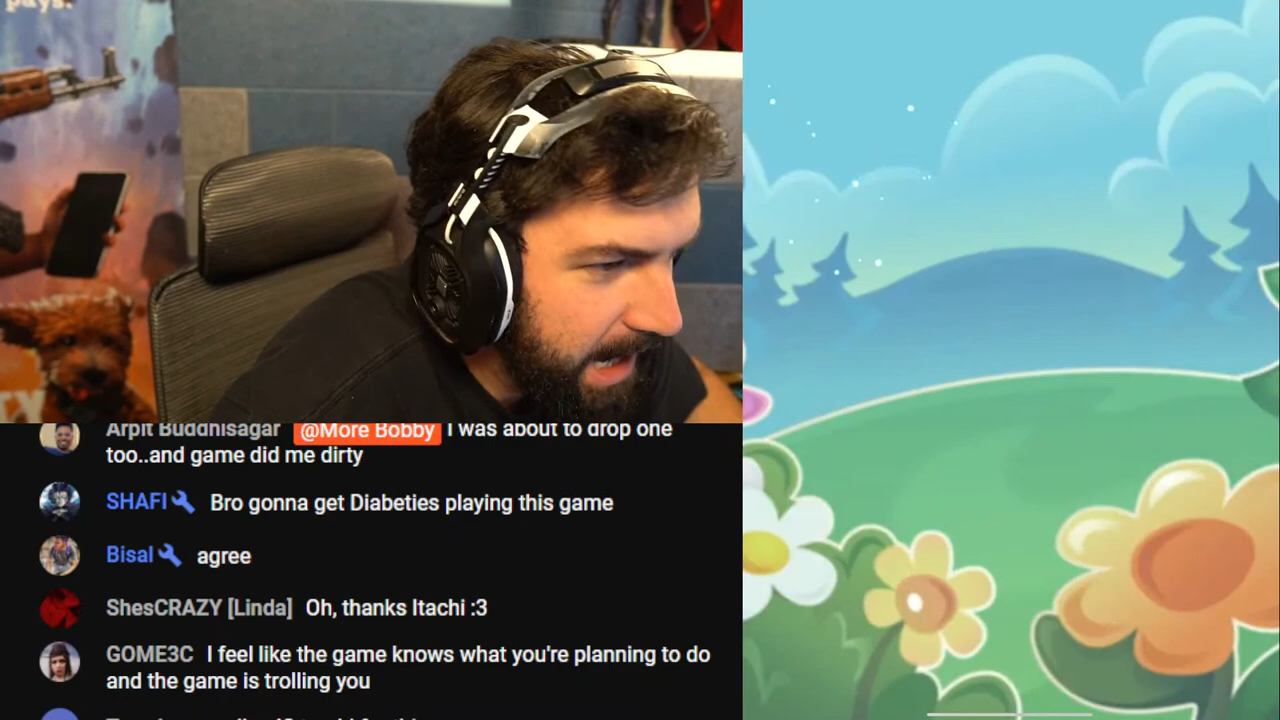 pays.
Arpit Buddhisagar @More Bobby I was about to drop one
too..and game did me dirty
SHAFI Bro gonna get Diabeties playing this game
Bisal agree
ShesCRAZY [Linda] Oh, thanks Itachi :3
GOME3C I feel like the game knows what you're planning to do
and the game is trolling you